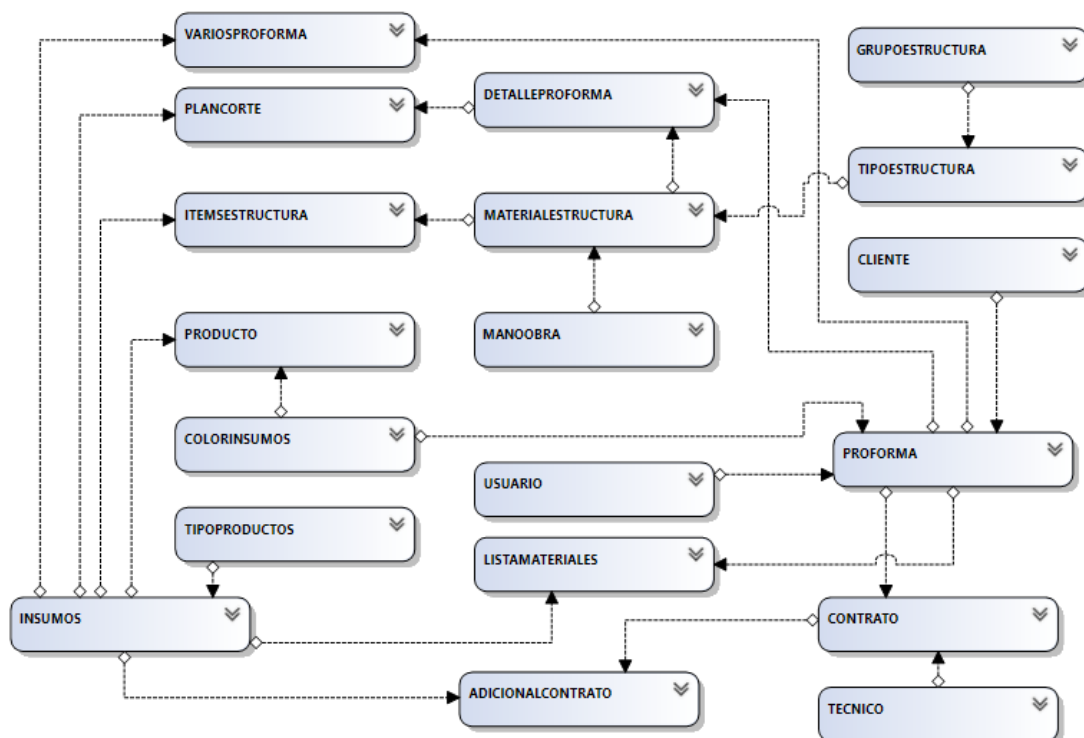 VARIOSPROFORMA
GRUPOESTRUCTURA
PLANCORTE
DETALLEPROFORMA
TIPOESTRUCTURA
ITEMSESTRUCTURA
MATERIALESTRUCTURA
CLIENTE
PRODUCTO
MANOOBRA
COLORINSUMOS
PROFORMA
USUARIO
TIPOPRODUCTOS
LISTAMATERIALES
INSUMOS
CONTRATO
ADICIONALCONTRATO
TECNICO